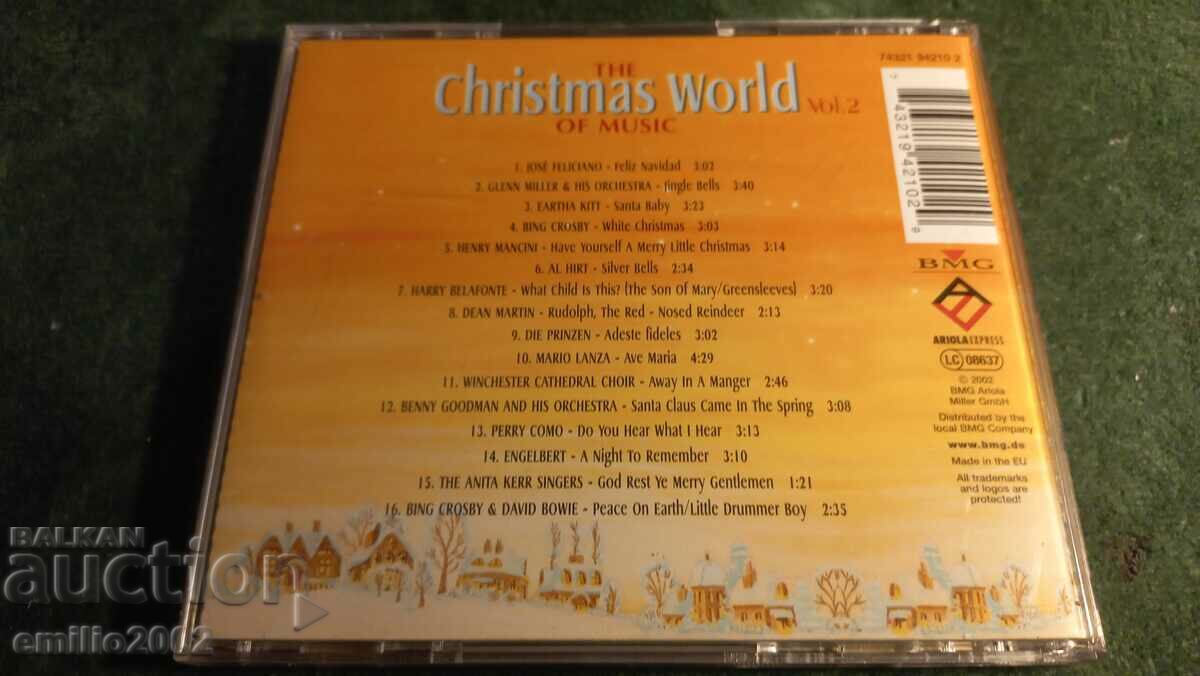 THE
Christmas World Vol.2
OF MUSIC
1. JOSÉ FELICIANO - Feliz Navidad 3:02
2. GLENN MILLER & HIS ORCHESTRA - Jingle Bells 3:40
3. EARTHA KITT - Santa Baby 3:23
4. BING CROSBY - White Christmas 3:03
5. HENRY MANCINI - Have Yourself A Merry Little Christmas 3:14
6. AL HIRT - Silver Bells 2:34
7. HARRY BELAFONTE - What Child Is This? (The Son Of Mary/Greensleeves) 3:20
8. DEAN MARTIN - Rudolph, The Red - Nosed Reindeer 2:13
9. DIE PRINZEN - Adeste fideles 3:02
10. MARIO LANZA - Ave Maria 4:29
11. WINCHESTER CATHEDRAL CHOIR - Away In A Manger 2:46
12. BENNY GOODMAN AND HIS ORCHESTRA - Santa Claus Came In The Spring 3:08
13. PERRY COMO - Do You Hear What I Hear 3:13
14. ENGELBERT - A Night To Remember 3:10
15. THE ANITA KERR SINGERS - God Rest Ye Merry Gentlemen 1:21
16. BING CROSBY & DAVID BOWIE - Peace On Earth/Little Drummer Boy 2:35
74321 94210 2
43219 42102
BMG
ARIOLA EXPRESS
LC 08637
© 2002
BMG Ariola
Miller GmbH
Distributed by the
local BMG Company
www.bmg.de
Made in the EU
All trademarks
and logos are
protected!
BALKAN
auction
emilio2002